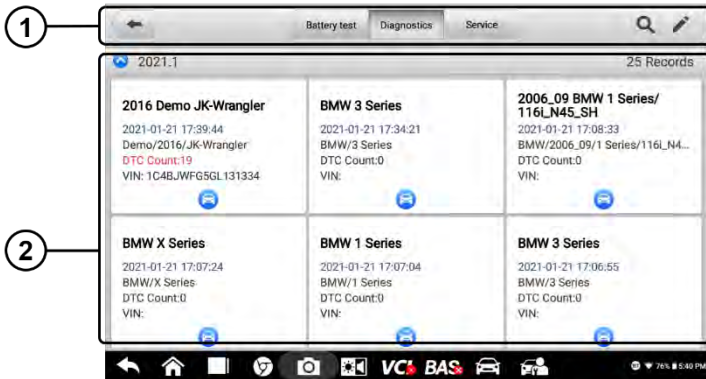 1
Battery test Diagnostics Service
2021.1 25 Records
2
2016 Demo JK-Wrangler
2021-01-21 17:39:44
Demo/2016/JK-Wrangler
DTC Count:19
VIN: 1C4BJWFG5GL131334
BMW 3 Series
2021-01-21 17:34:21
BMW/3 Series
DTC Count:0
VIN:
2006_09 BMW 1 Series/
116i_N45_SH
2021-01-21 17:08:33
BMW/2006_09/1 Series/116i_N4...
DTC Count:0
VIN:
BMW X Series
2021-01-21 17:07:24
BMW/X Series
DTC Count:0
VIN:
BMW 1 Series
2021-01-21 17:07:04
BMW/1 Series
DTC Count:0
VIN:
BMW 3 Series
2021-01-21 17:06:55
BMW/3 Series
DTC Count:0
VIN:
VCI BAS 76% 5:40 PM